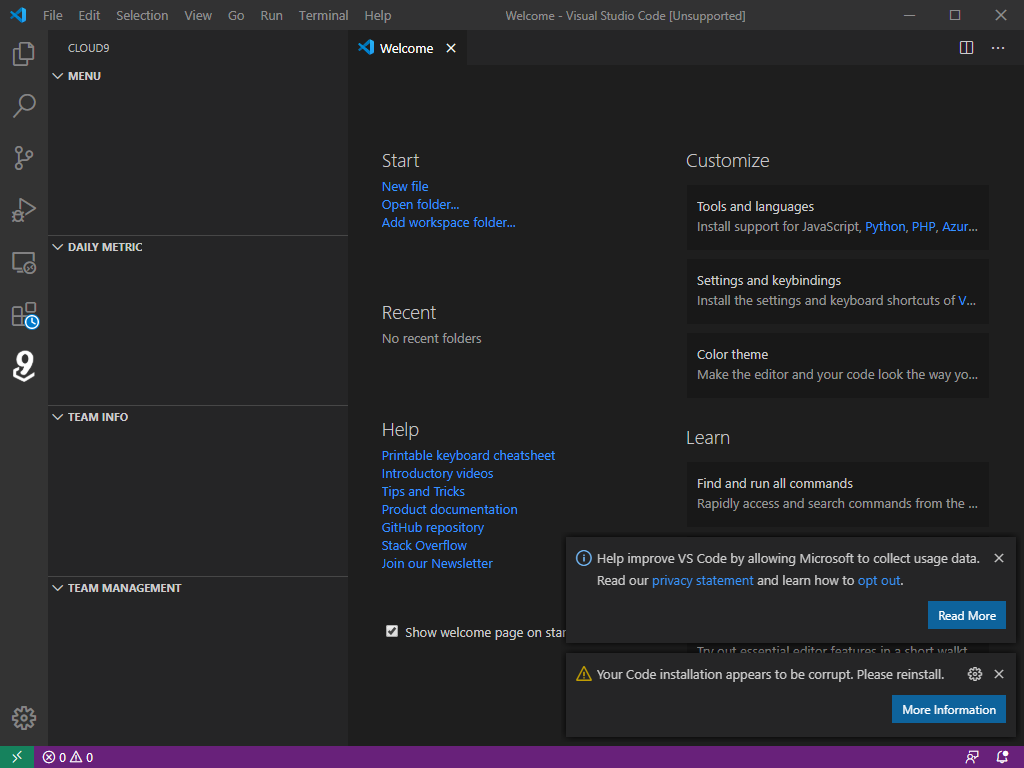 File Edit Selection View Go Run Terminal Help Welcome - Visual Studio Code [Unsupported]
CLOUD9
MENU
DAILY METRIC
TEAM INFO
TEAM MANAGEMENT
Welcome
Start
New file
Open folder...
Add workspace folder...
Recent
No recent folders
Help
Printable keyboard cheatsheet
Introductory videos
Tips and Tricks
Product documentation
GitHub repository
Stack Overflow
Join our Newsletter
Show welcome page on star
Customize
Tools and languages
Install support for JavaScript, Python, PHP, Azur...
Settings and keybindings
Install the settings and keyboard shortcuts of V...
Color theme
Make the editor and your code look the way yo...
Learn
Find and run all commands
Rapidly access and search commands from the ...
Help improve VS Code by allowing Microsoft to collect usage data.
Read our privacy statement and learn how to opt out.
Read More
Try out essential editor features in a short walkt
Your Code installation appears to be corrupt. Please reinstall.
More Information
0 0